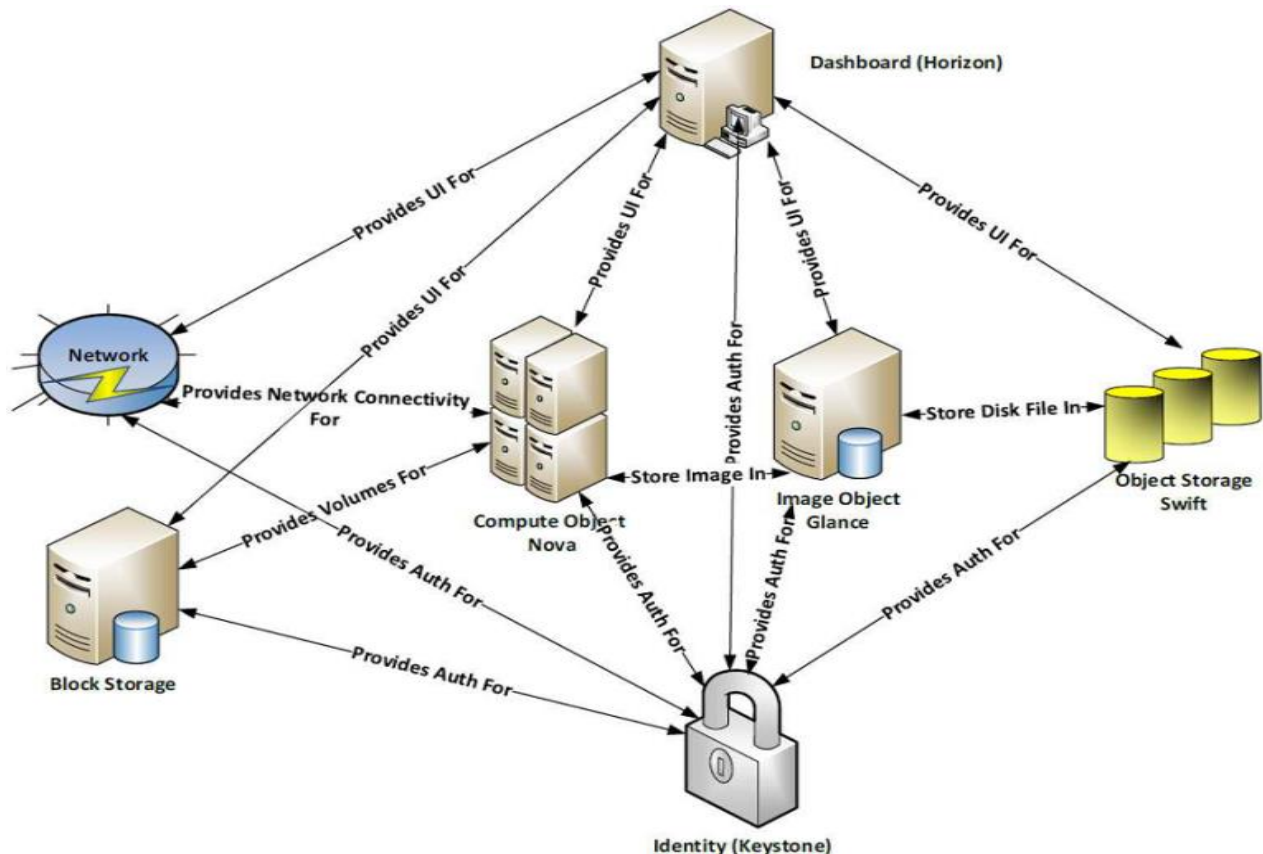 Dashboard (Horizon)
Provides UI For
Provides UI For
Provides UI For
Provides UI For
Provides UI For
Network
Provides Network Connectivity
For
Provides Auth For
Store Disk File In
Provides Volumes For
Store Image In
Compute Object
Nova
Image Object
Glance
Object Storage
Swift
Provides Auth For
Provides Auth For
Provides Auth For
Provides Auth For
Block Storage
Provides Auth For
Identity (Keystone)